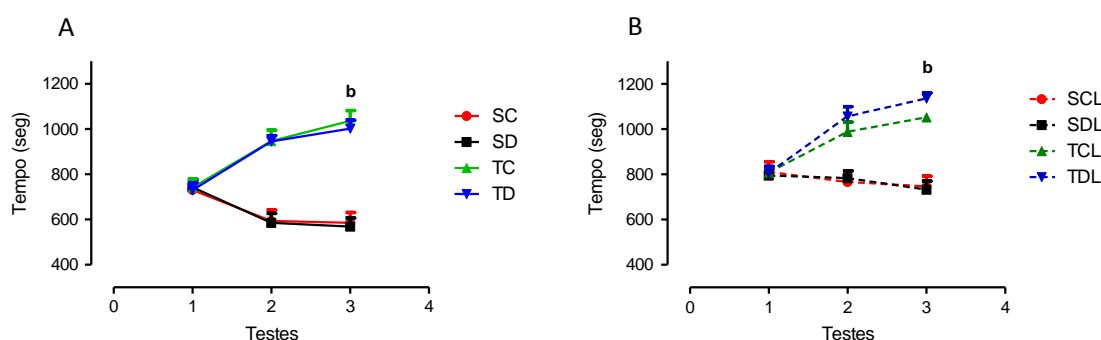 A
b
1200
1000
800
600
400
Tempo (seg)
0
1
2
3
4
Testes
SC
SD
TC
TD
B
b
1200
1000
800
600
400
Tempo (seg)
0
1
2
3
4
Testes
SCL
SDL
TCL
TDL